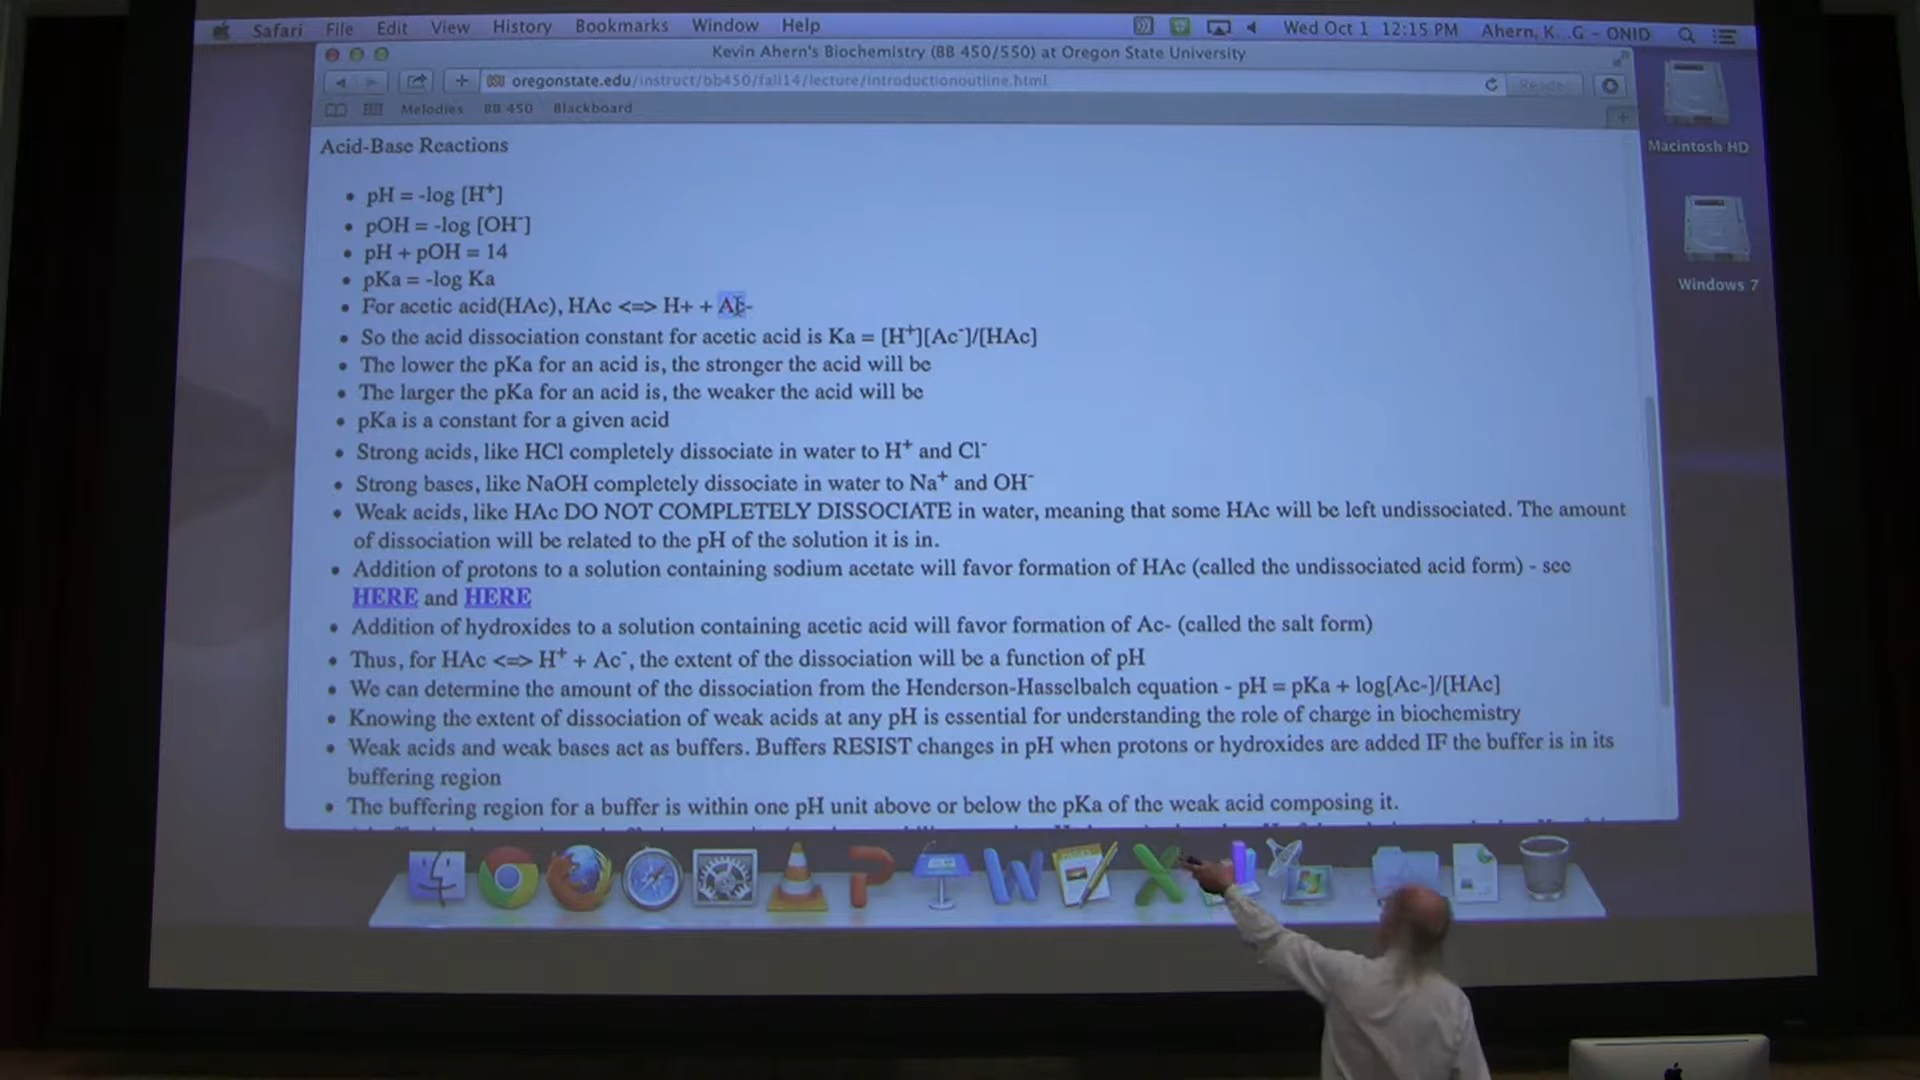 Safari File Edit View History Bookmarks Window Help Wed Oct 1 12:15 PM Ahern, K...G - ONID
Kevin Ahern's Biochemistry (BB 450/550) at Oregon State University
oregonstate.edu/instruct/bb450/fall14/lecture/introductionoutline.html Reader
Melodies BB 450 Blackboard
Macintosh HD
Windows 7
Acid-Base Reactions
• pH = -log [H⁺]
• pOH = -log [OH⁻]
• pH + pOH = 14
• pKa = -log Ka
• For acetic acid(HAc), HAc <=> H+ + Ac-
• So the acid dissociation constant for acetic acid is Ka = [H⁺][Ac⁻]/[HAc]
• The lower the pKa for an acid is, the stronger the acid will be
• The larger the pKa for an acid is, the weaker the acid will be
• pKa is a constant for a given acid
• Strong acids, like HCl completely dissociate in water to H⁺ and Cl⁻
• Strong bases, like NaOH completely dissociate in water to Na⁺ and OH⁻
• Weak acids, like HAc DO NOT COMPLETELY DISSOCIATE in water, meaning that some HAc will be left undissociated. The amount
of dissociation will be related to the pH of the solution it is in.
• Addition of protons to a solution containing sodium acetate will favor formation of HAc (called the undissociated acid form) - see
HERE and HERE
• Addition of hydroxides to a solution containing acetic acid will favor formation of Ac- (called the salt form)
• Thus, for HAc <=> H⁺ + Ac⁻, the extent of the dissociation will be a function of pH
• We can determine the amount of the dissociation from the Henderson-Hasselbalch equation - pH = pKa + log[Ac-]/[HAc]
• Knowing the extent of dissociation of weak acids at any pH is essential for understanding the role of charge in biochemistry
• Weak acids and weak bases act as buffers. Buffers RESIST changes in pH when protons or hydroxides are added IF the buffer is in its
buffering region
• The buffering region for a buffer is within one pH unit above or below the pKa of the weak acid composing it.